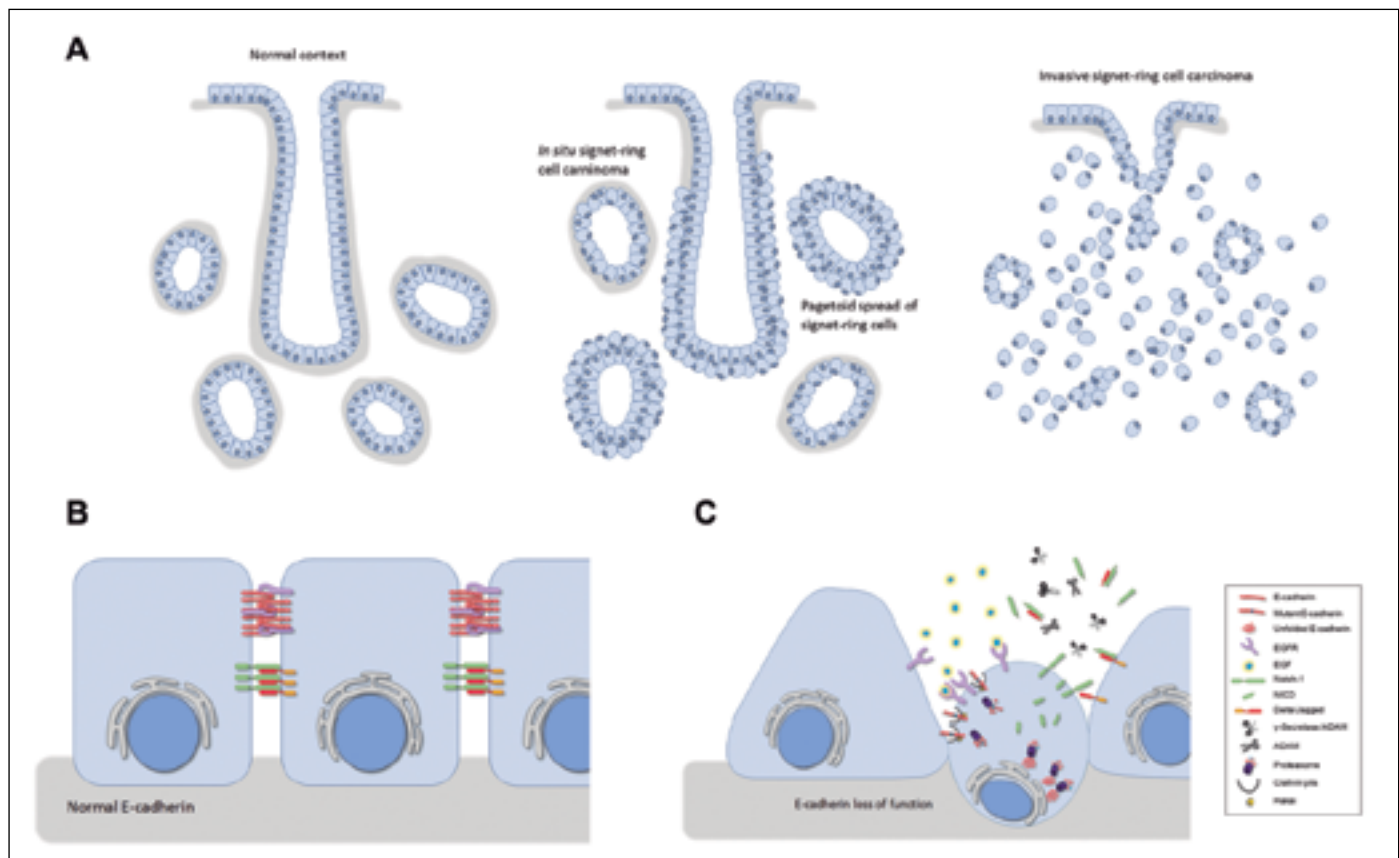 A
Normal context
In situ signet-ring
cell carcinoma
Pagetoid spread of
signet-ring cells
Invasive signet-ring cell carcinoma
B
Normal E-cadherin
C
E-cadherin loss of function
E-cadherin
Mutant E-cadherin
Unfolded E-cadherin
EGFR
EGF
Notch-1
NICD
Delta/Jagged
γ-Secretase/ADAM
ADAM
Proteasome